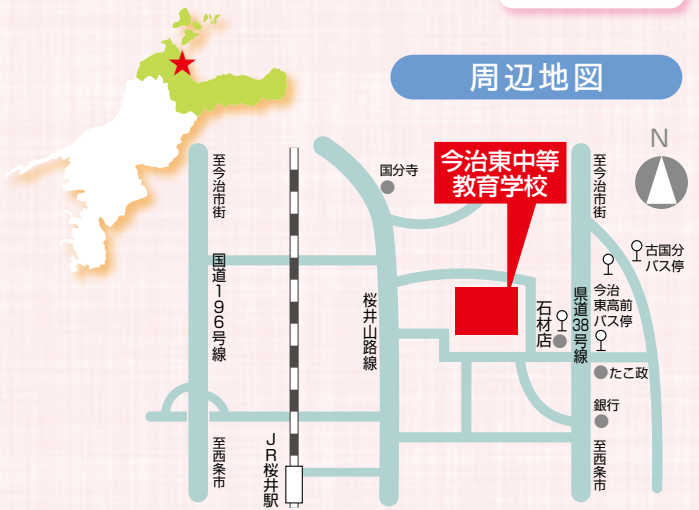 周辺地図
N
今治東中等
教育学校
国分寺
至今治市街
至今治市街
古国分
バス停
国道196号線
桜井山路線
石材店
県道38号線
今治
東高前
バス停
たこ政
銀行
至西条市
JR桜井駅
至西条市